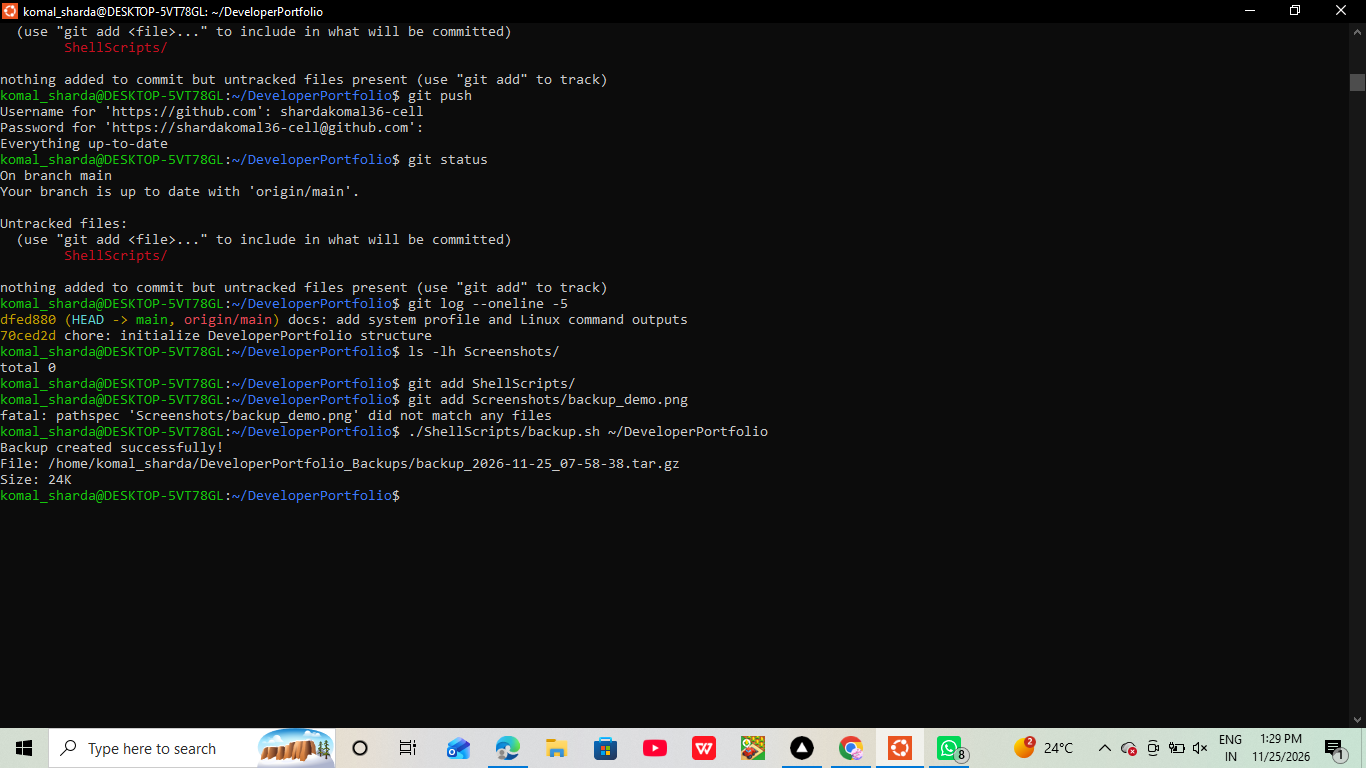 komal_sharda@DESKTOP-5VT78GL: ~/DeveloperPortfolio
  (use "git add <file>..." to include in what will be committed)
        ShellScripts/

nothing added to commit but untracked files present (use "git add" to track)
komal_sharda@DESKTOP-5VT78GL:~/DeveloperPortfolio$ git push
Username for 'https://github.com': shardakomal36-cell
Password for 'https://shardakomal36-cell@github.com':
Everything up-to-date
komal_sharda@DESKTOP-5VT78GL:~/DeveloperPortfolio$ git status
On branch main
Your branch is up to date with 'origin/main'.

Untracked files:
  (use "git add <file>..." to include in what will be committed)
        ShellScripts/

nothing added to commit but untracked files present (use "git add" to track)
komal_sharda@DESKTOP-5VT78GL:~/DeveloperPortfolio$ git log --oneline -5
dfed880 (HEAD -> main, origin/main) docs: add system profile and Linux command outputs
70ced2d chore: initialize DeveloperPortfolio structure
komal_sharda@DESKTOP-5VT78GL:~/DeveloperPortfolio$ ls -lh Screenshots/
total 0
komal_sharda@DESKTOP-5VT78GL:~/DeveloperPortfolio$ git add ShellScripts/
komal_sharda@DESKTOP-5VT78GL:~/DeveloperPortfolio$ git add Screenshots/backup_demo.png
fatal: pathspec 'Screenshots/backup_demo.png' did not match any files
komal_sharda@DESKTOP-5VT78GL:~/DeveloperPortfolio$ ./ShellScripts/backup.sh ~/DeveloperPortfolio
Backup created successfully!
File: /home/komal_sharda/DeveloperPortfolio_Backups/backup_2026-11-25_07-58-38.tar.gz
Size: 24K
komal_sharda@DESKTOP-5VT78GL:~/DeveloperPortfolio$
Type here to search
W
8
2
24°C
ENG
IN
1:29 PM
11/25/2026
1